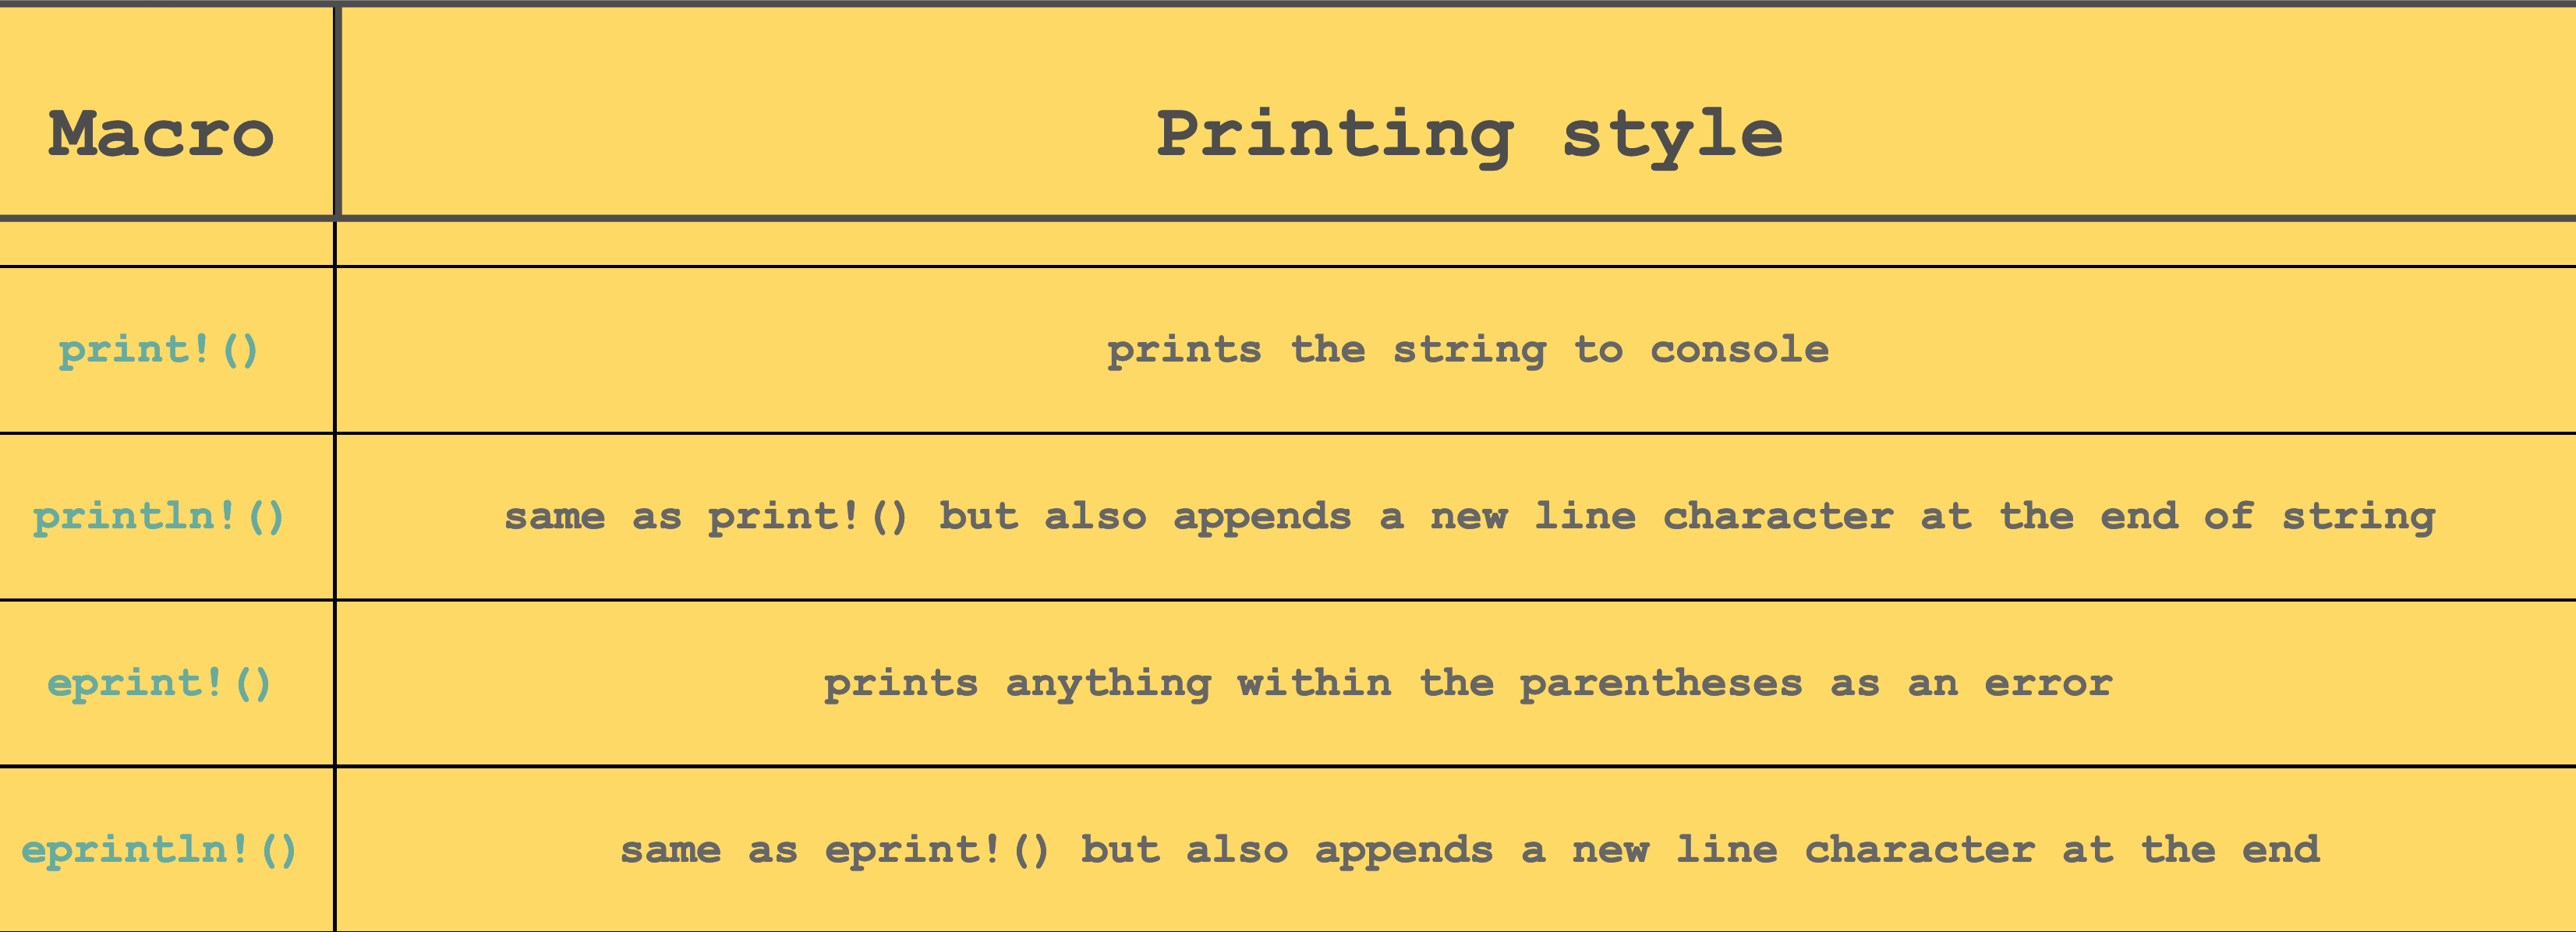 Macro Printing style
print!() prints the string to console
println!() same as print!() but also appends a new line character at the end of string
eprint!() prints anything within the parentheses as an error
eprintln!() same as eprint!() but also appends a new line character at the end